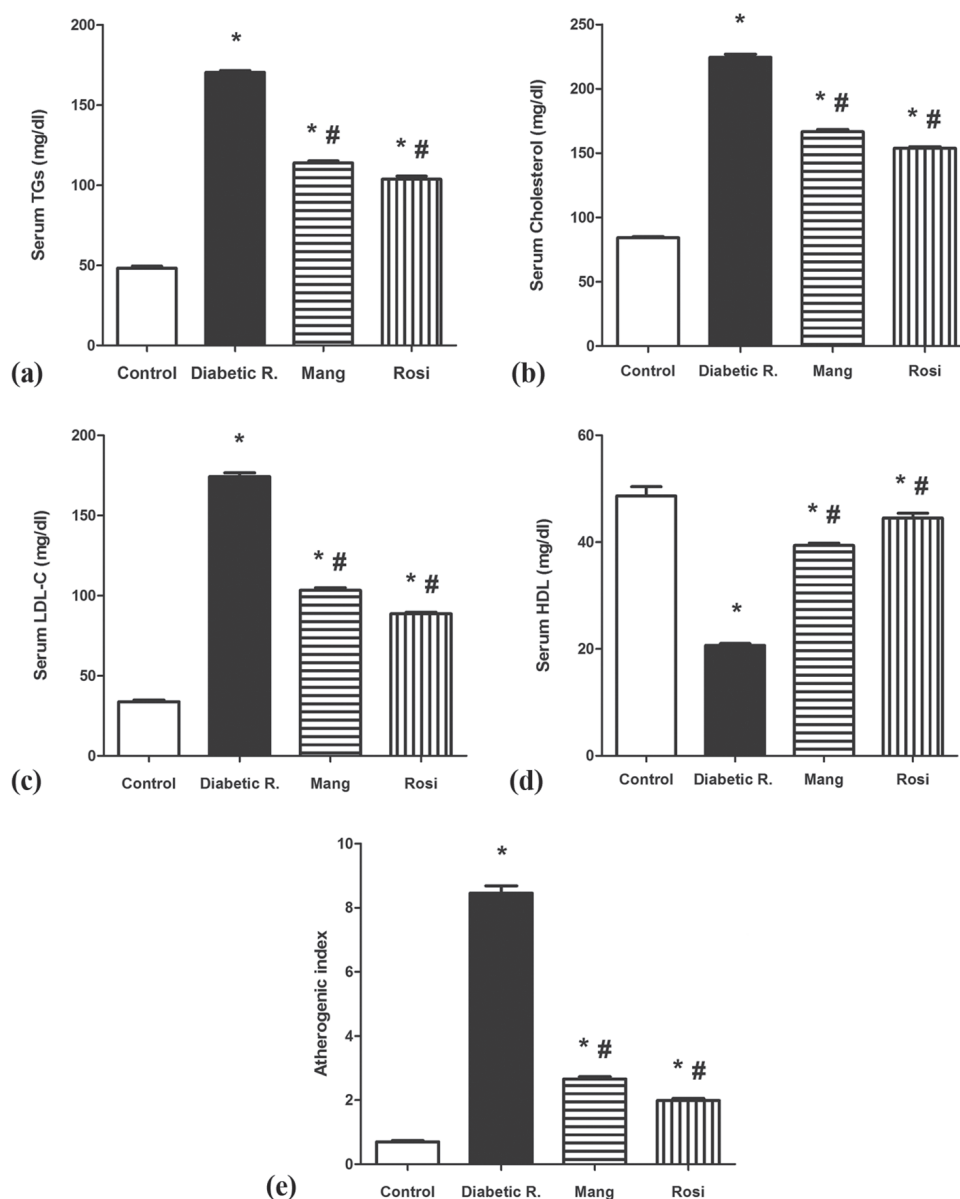 200
150
100
50
0
Serum TGs (mg/dl)
*
* #
* #
Control Diabetic R. Mang Rosi
(a)
250
200
150
100
50
0
Serum Cholesterol (mg/dl)
*
* #
* #
Control Diabetic R. Mang Rosi
(b)
200
150
100
50
0
Serum LDL-C (mg/dl)
*
* #
* #
Control Diabetic R. Mang Rosi
(c)
60
40
20
0
Serum HDL (mg/dl)
*
* #
* #
Control Diabetic R. Mang Rosi
(d)
10
8
6
4
2
0
Atherogenic index
*
* #
* #
Control Diabetic R. Mang Rosi
(e)